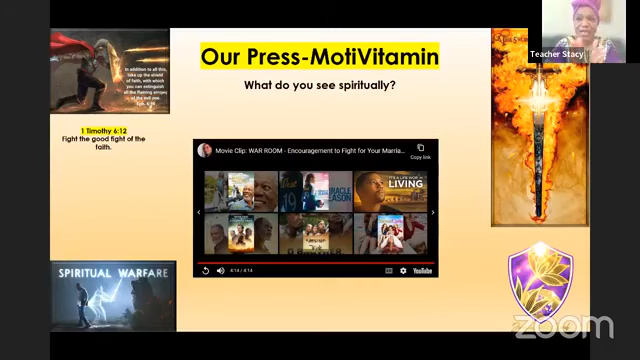 Our Press-MotiVitamin
What do you see spiritually?
Teacher Stacy
In addition to all this,
take up the shield
of faith, with which
you can extinguish
all the flaming arrows
of the evil one.
1 Timothy 6:12
Fight the good fight of the
faith.
Movie Clip: WAR ROOM - Encouragement to Fight for Your Marria...
Copy link
IT'S A LIFE WORTH
LIVING
4:14 / 4:14
YouTube
SPIRITUAL WARFARE
zoom